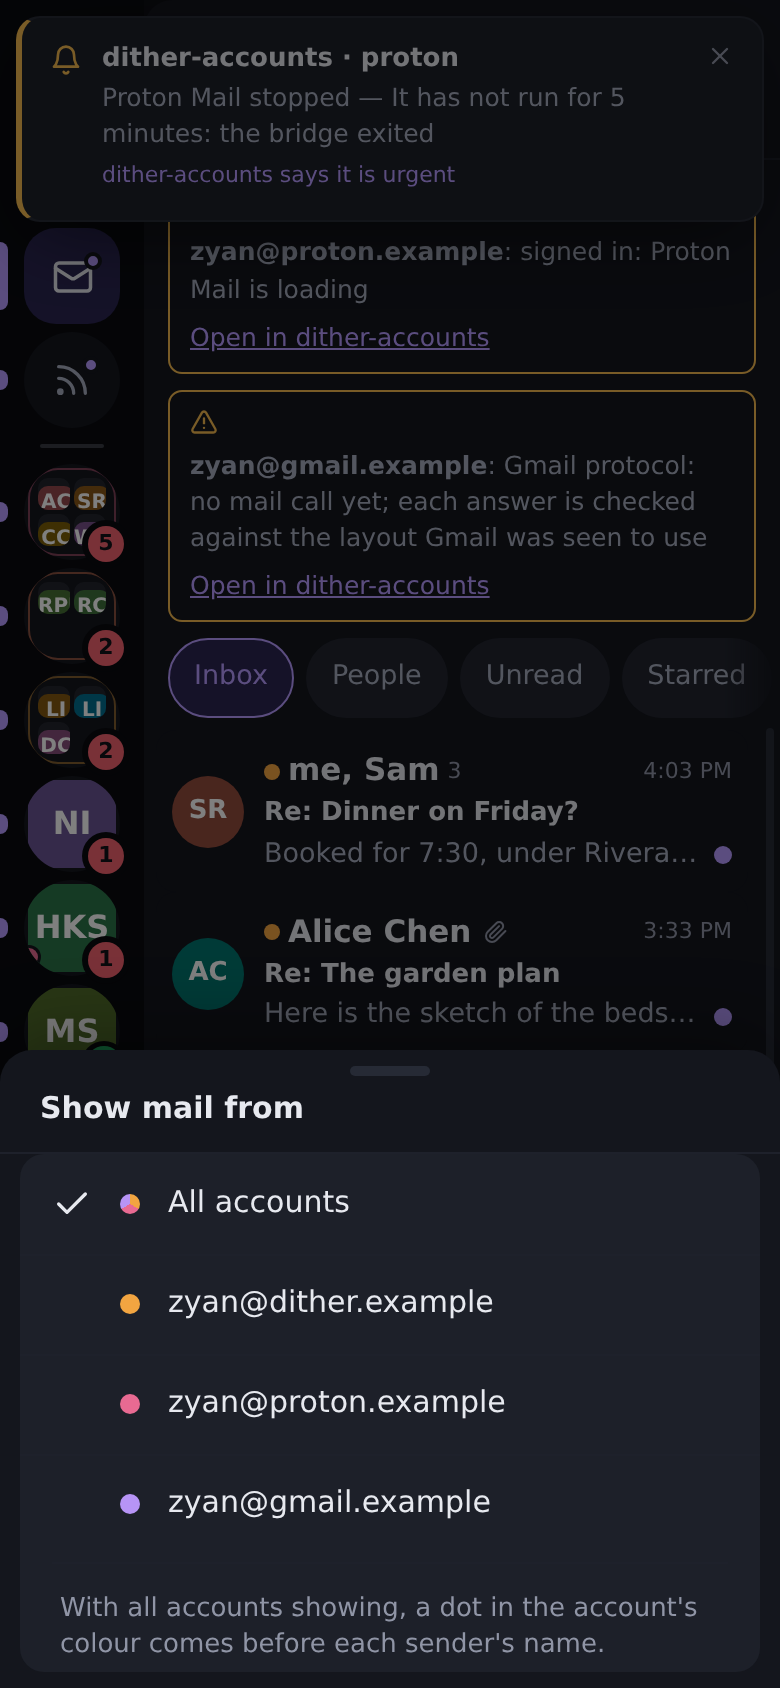 dither-accounts · proton
Proton Mail stopped — It has not run for 5
minutes: the bridge exited
dither-accounts says it is urgent
zyan@proton.example: signed in: Proton
Mail is loading
Open in dither-accounts
zyan@gmail.example: Gmail protocol:
no mail call yet; each answer is checked
against the layout Gmail was seen to use
Open in dither-accounts
AC SR
CC
5
RP RC
2
LI LI
DC
2
NI
1
HKS
1
MS
Inbox People Unread Starred
SR
me, Sam 3 4:03 PM
Re: Dinner on Friday?
Booked for 7:30, under Rivera…
AC
Alice Chen 3:33 PM
Re: The garden plan
Here is the sketch of the beds…
Show mail from
All accounts
zyan@dither.example
zyan@proton.example
zyan@gmail.example
With all accounts showing, a dot in the account's
colour comes before each sender's name.